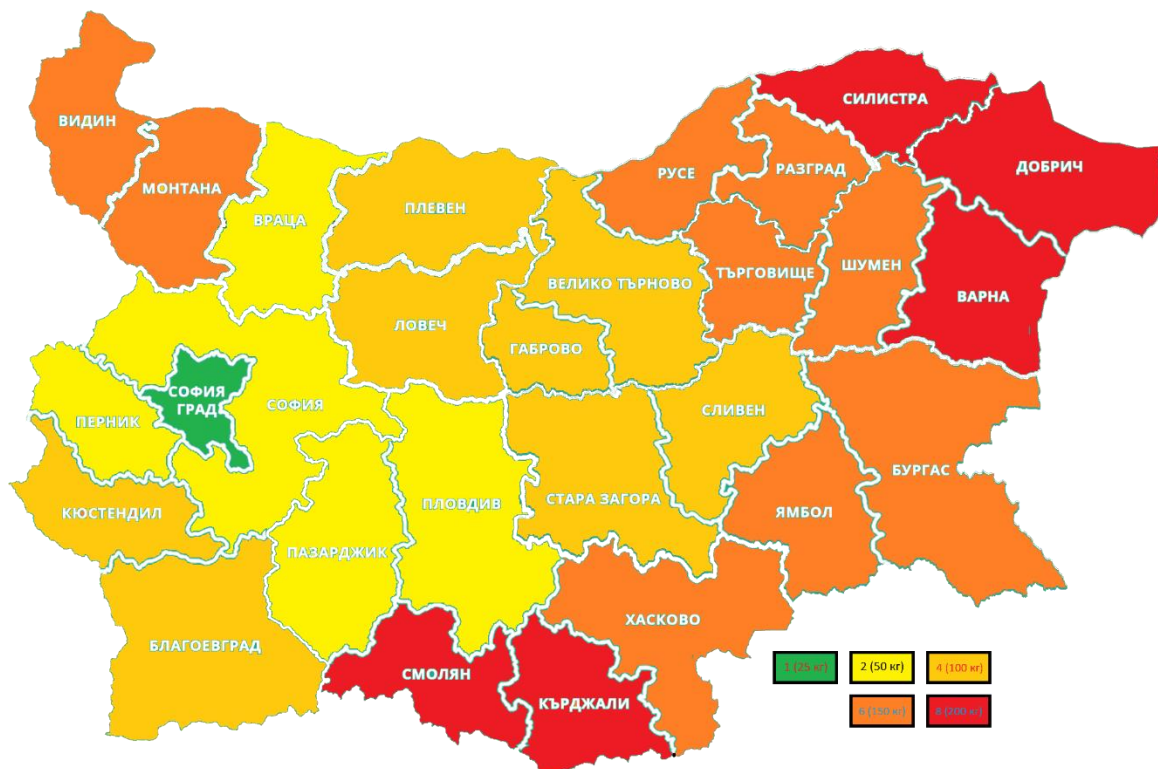 СИЛИСТРА
ВИДИН
ДОБРИЧ
РУСЕ
РАЗГРАД
МОНТАНА
ПЛЕВЕН
ВРАЦА
ШУМЕН
ТЪРГОВИЩЕ
ВЕЛИКО ТЪРНОВО
ВАРНА
ЛОВЕЧ
ГАБРОВО
СОФИЯ
ГРАД
СОФИЯ
СЛИВЕН
ПЕРНИК
БУРГАС
СТАРА ЗАГОРА
ПЛОВДИВ
КЮСТЕНДИЛ
ЯМБОЛ
ПАЗАРДЖИК
ХАСКОВО
БЛАГОЕВГРАД
СМОЛЯН
КЪРДЖАЛИ
1 (25 кг)
2 (50 кг)
4 (100 кг)
6 (150 кг)
8 (200 кг)